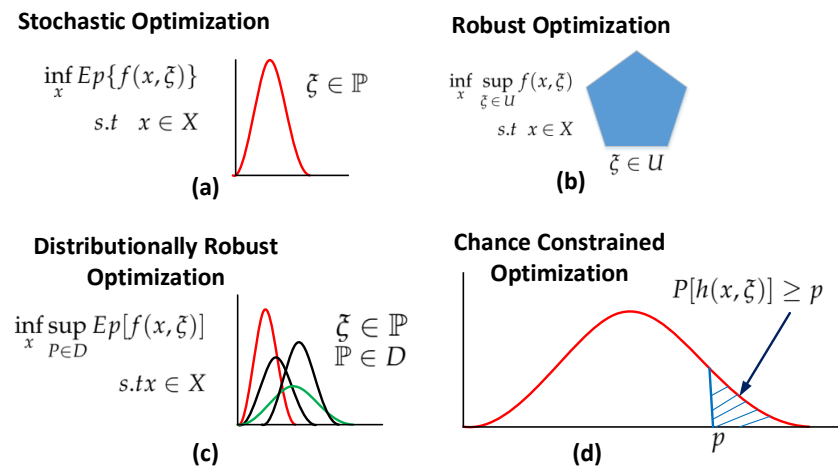 Stochastic Optimization
inf Ep{f(x, ξ)}
x
ξ ∈ ℙ
s.t x ∈ X
(a)
Robust Optimization
inf sup f(x, ξ)
x ξ∈U
s.t x ∈ X
ξ ∈ U
(b)
Distributionally Robust
Optimization
inf sup Ep[f(x, ξ)]
x P∈D
ξ ∈ ℙ
ℙ ∈ D
s.tx ∈ X
(c)
Chance Constrained
Optimization
P[h(x, ξ)] ≥ p
p
(d)